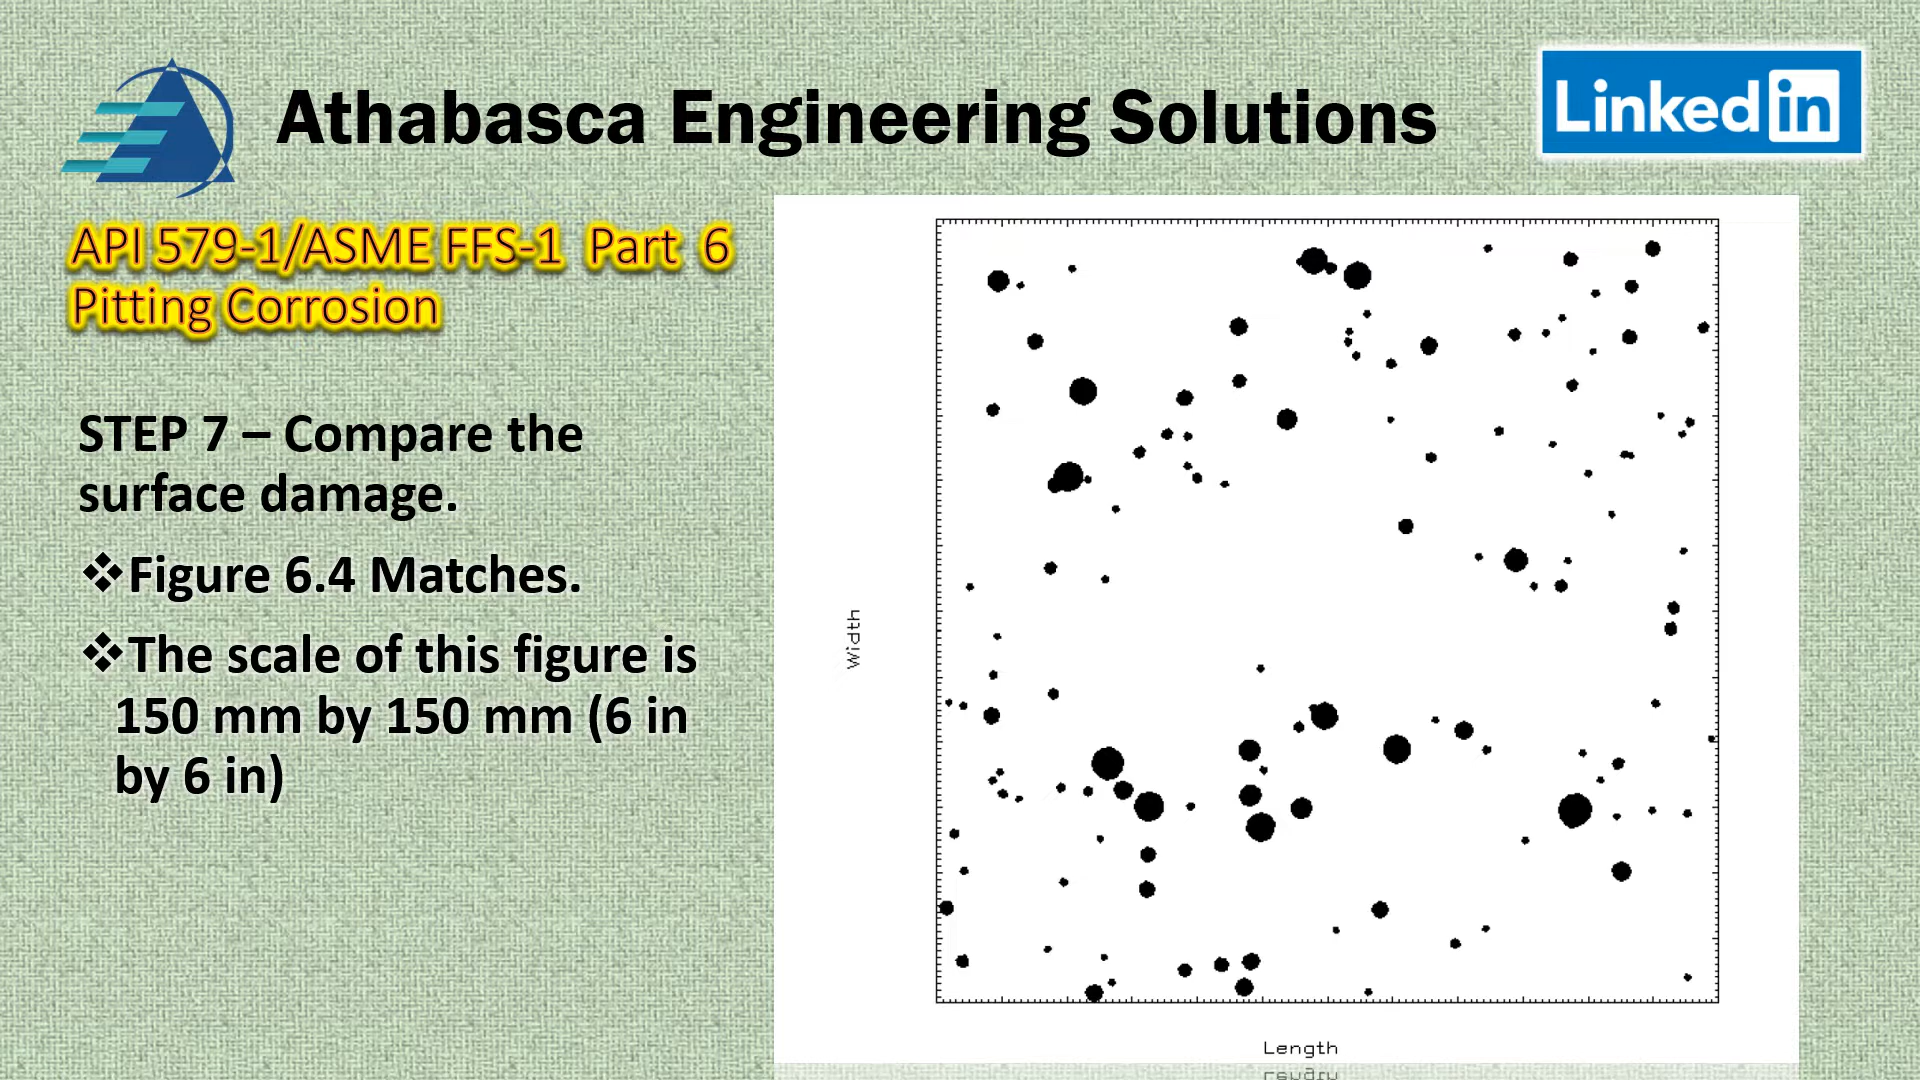 Athabasca Engineering Solutions
Linked in
API 579-1/ASME FFS-1 Part 6
Pitting Corrosion
STEP 7 – Compare the
surface damage.
❖Figure 6.4 Matches.
❖The scale of this figure is
150 mm by 150 mm (6 in
by 6 in)
Width
Length